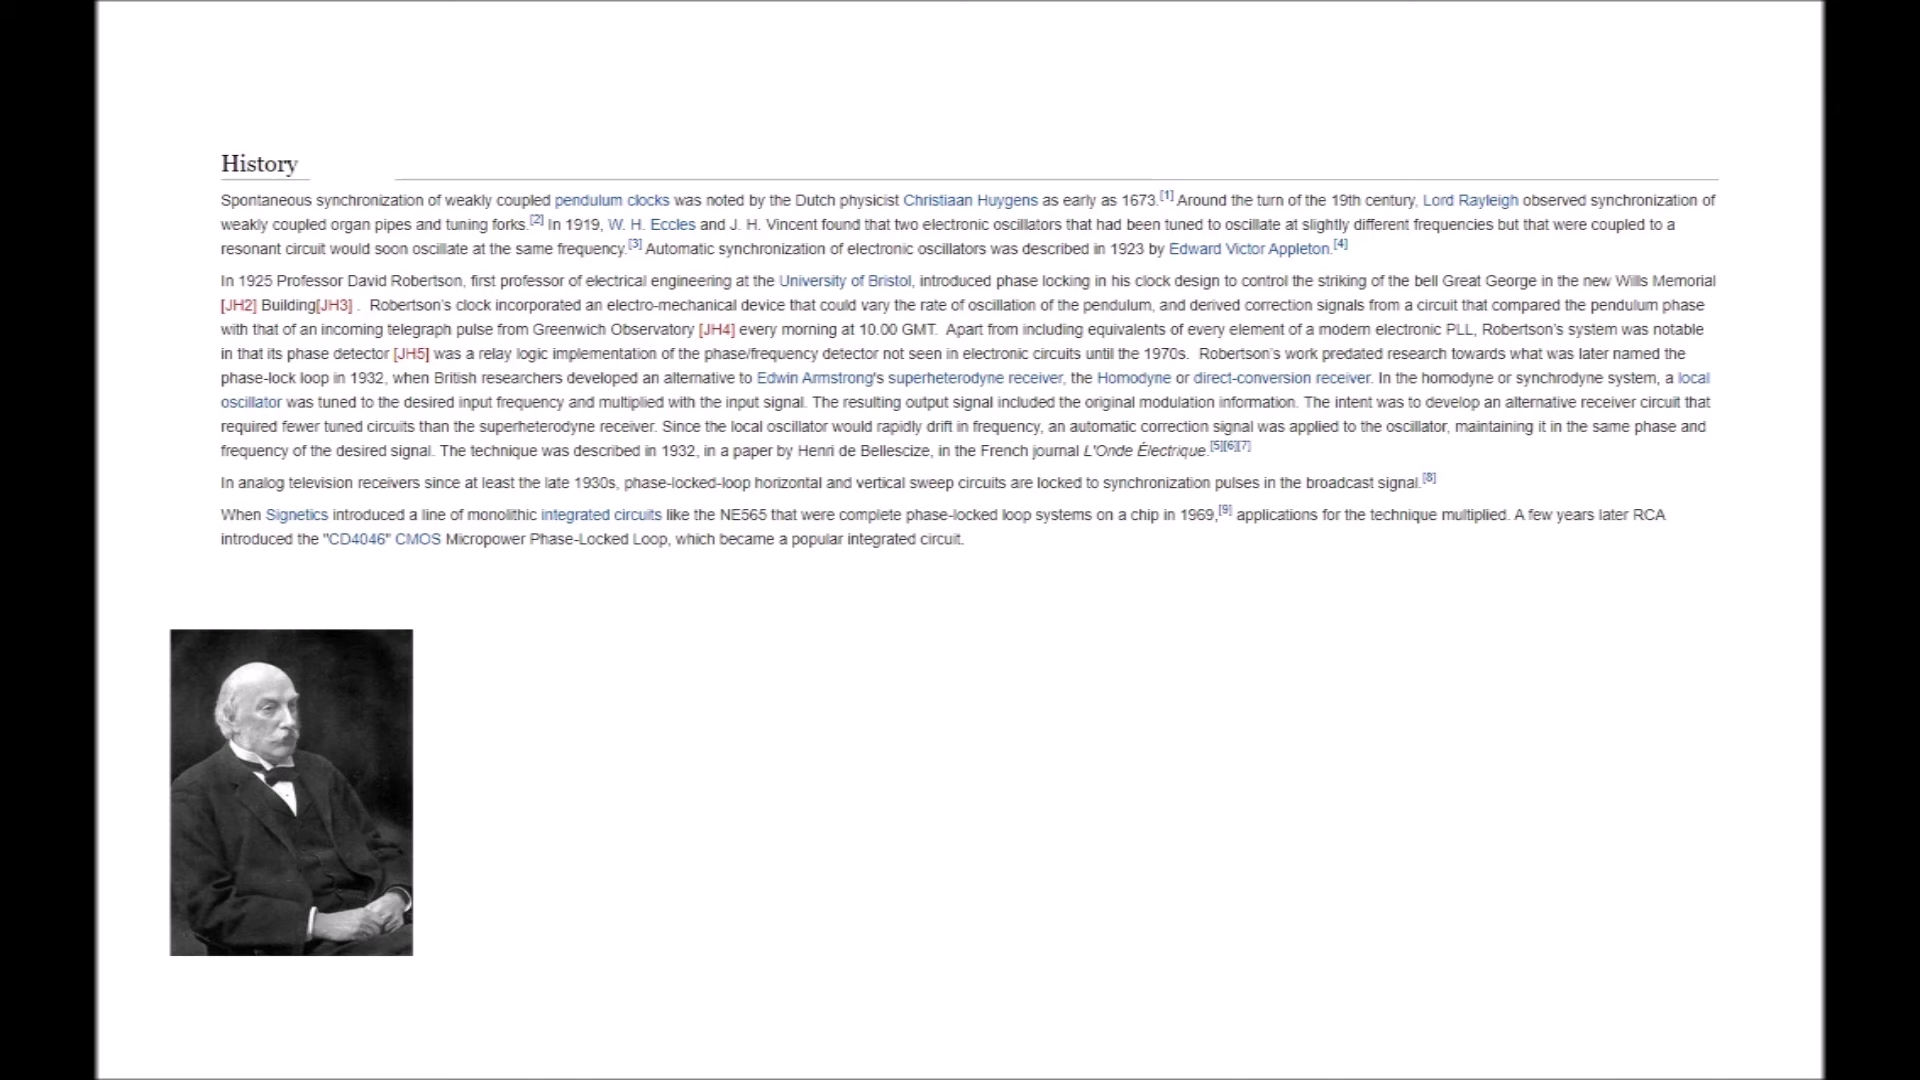 History
Spontaneous synchronization of weakly coupled pendulum clocks was noted by the Dutch physicist Christiaan Huygens as early as 1673.[1] Around the turn of the 19th century, Lord Rayleigh observed synchronization of
weakly coupled organ pipes and tuning forks.[2] In 1919, W. H. Eccles and J. H. Vincent found that two electronic oscillators that had been tuned to oscillate at slightly different frequencies but that were coupled to a
resonant circuit would soon oscillate at the same frequency.[3] Automatic synchronization of electronic oscillators was described in 1923 by Edward Victor Appleton.[4]
In 1925 Professor David Robertson, first professor of electrical engineering at the University of Bristol, introduced phase locking in his clock design to control the striking of the bell Great George in the new Wills Memorial
[JH2] Building[JH3] . Robertson's clock incorporated an electro-mechanical device that could vary the rate of oscillation of the pendulum, and derived correction signals from a circuit that compared the pendulum phase
with that of an incoming telegraph pulse from Greenwich Observatory [JH4] every morning at 10.00 GMT. Apart from including equivalents of every element of a modern electronic PLL, Robertson's system was notable
in that its phase detector [JH5] was a relay logic implementation of the phase/frequency detector not seen in electronic circuits until the 1970s. Robertson's work predated research towards what was later named the
phase-lock loop in 1932, when British researchers developed an alternative to Edwin Armstrong's superheterodyne receiver, the Homodyne or direct-conversion receiver. In the homodyne or synchrodyne system, a local
oscillator was tuned to the desired input frequency and multiplied with the input signal. The resulting output signal included the original modulation information. The intent was to develop an alternative receiver circuit that
required fewer tuned circuits than the superheterodyne receiver. Since the local oscillator would rapidly drift in frequency, an automatic correction signal was applied to the oscillator, maintaining it in the same phase and
frequency of the desired signal. The technique was described in 1932, in a paper by Henri de Bellescize, in the French journal L'Onde Électrique.[5][6][7]
In analog television receivers since at least the late 1930s, phase-locked-loop horizontal and vertical sweep circuits are locked to synchronization pulses in the broadcast signal.[8]
When Signetics introduced a line of monolithic integrated circuits like the NE565 that were complete phase-locked loop systems on a chip in 1969,[9] applications for the technique multiplied. A few years later RCA
introduced the "CD4046" CMOS Micropower Phase-Locked Loop, which became a popular integrated circuit.